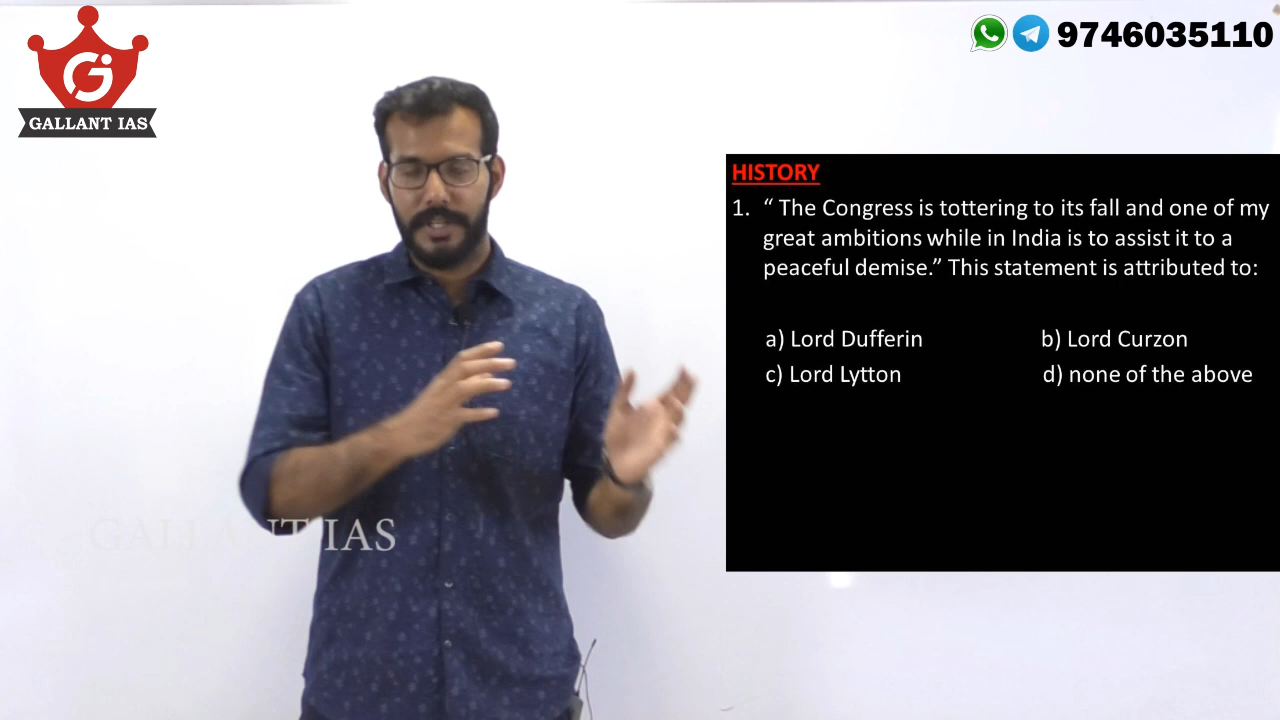 GALLANT IAS
9746035110
HISTORY
1. “ The Congress is tottering to its fall and one of my
great ambitions while in India is to assist it to a
peaceful demise.” This statement is attributed to:
a) Lord Dufferin b) Lord Curzon
c) Lord Lytton d) none of the above
GALLANT IAS